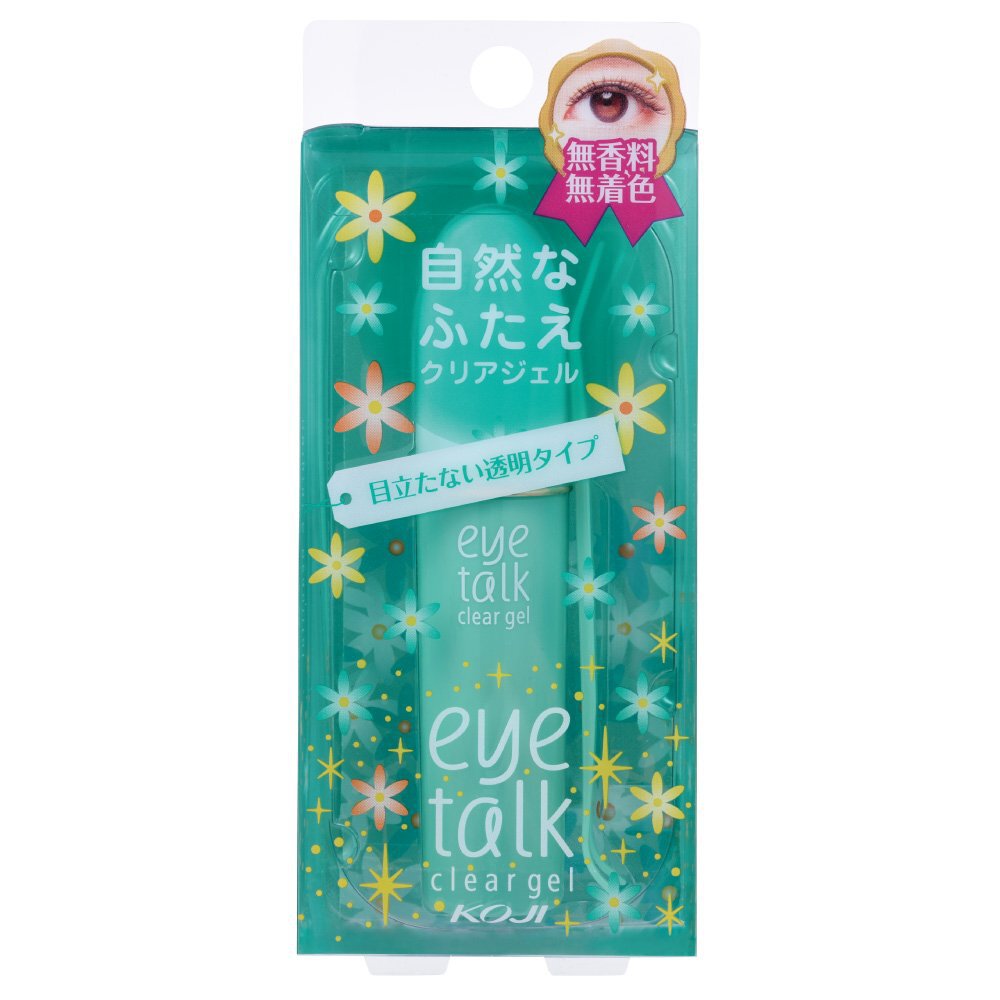 無香料
無着色
自然な
ふたえ
クリアジェル
目立たない透明タイプ
eye
talk
clear gel
eye
talk
clear gel
KOJI